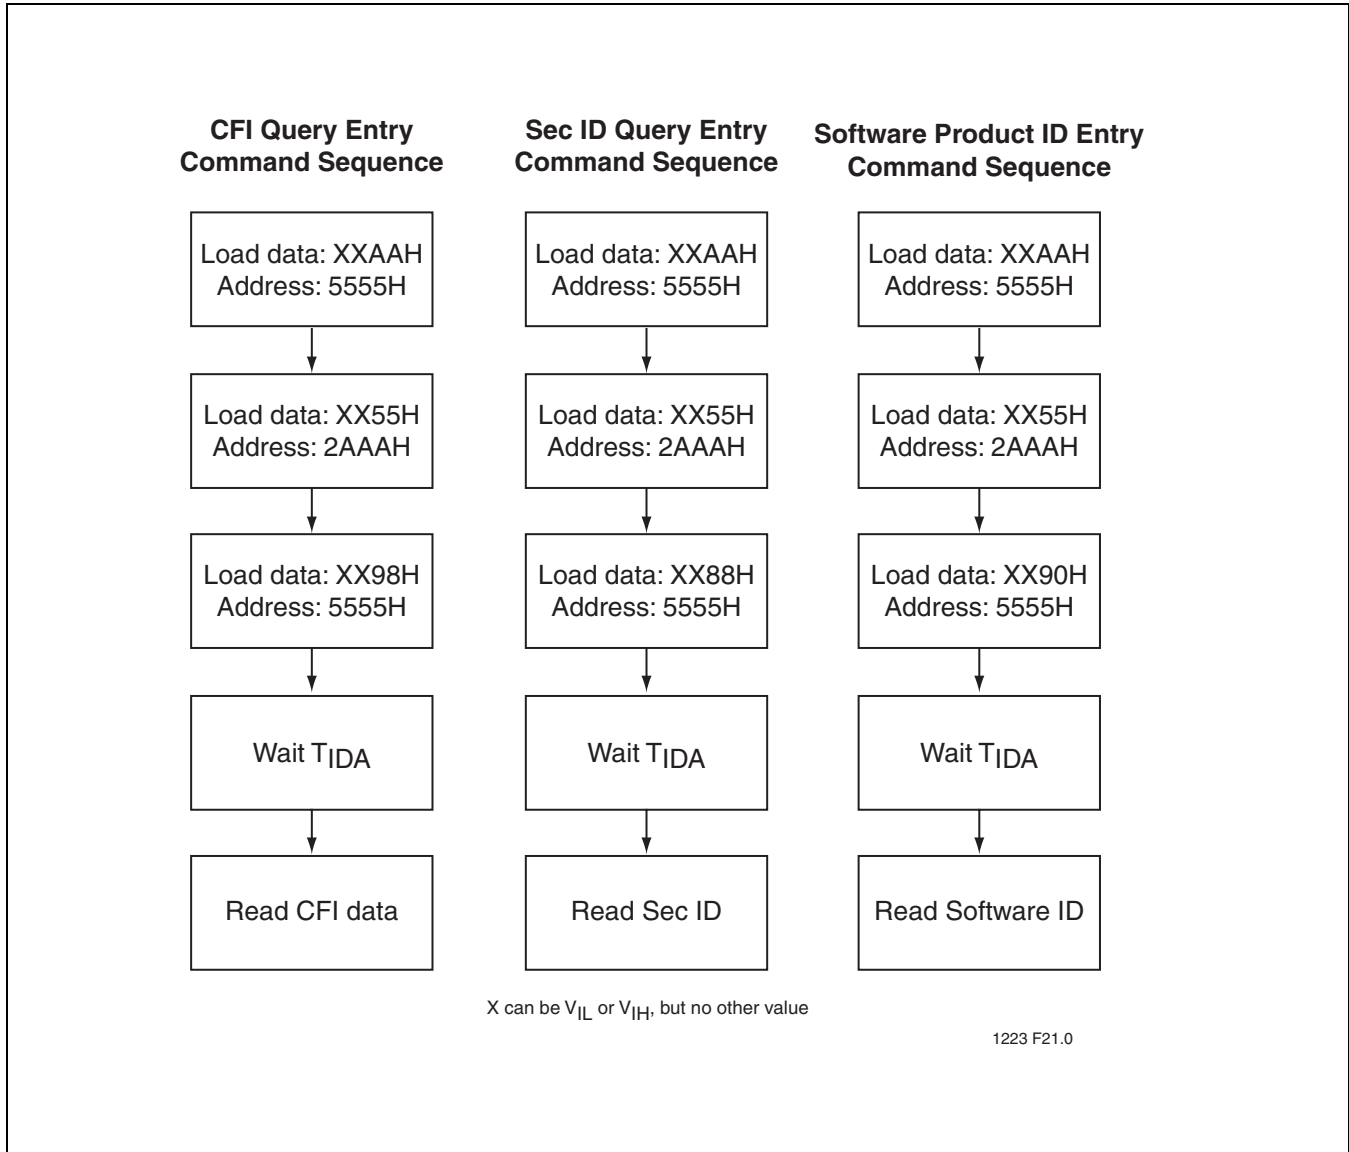 CFI Query Entry
Command Sequence
Load data: XXAAH
Address: 5555H
Load data: XX55H
Address: 2AAAH
Load data: XX98H
Address: 5555H
Wait TIDA
Read CFI data
Sec ID Query Entry
Command Sequence
Load data: XXAAH
Address: 5555H
Load data: XX55H
Address: 2AAAH
Load data: XX88H
Address: 5555H
Wait TIDA
Read Sec ID
Software Product ID Entry
Command Sequence
Load data: XXAAH
Address: 5555H
Load data: XX55H
Address: 2AAAH
Load data: XX90H
Address: 5555H
Wait TIDA
Read Software ID
X can be VIL or VIH, but no other value
1223 F21.0